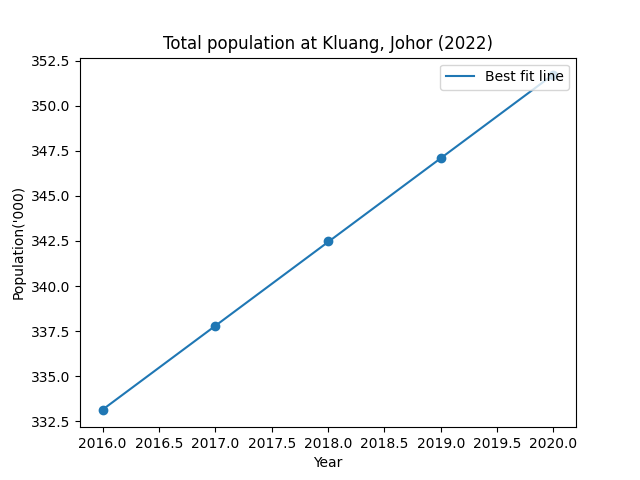 Total population at Kluang, Johor (2022)
Best fit line
352.5
350.0
347.5
345.0
342.5
340.0
337.5
335.0
332.5
Population('000)
2016.0 2016.5 2017.0 2017.5 2018.0 2018.5 2019.0 2019.5 2020.0
Year